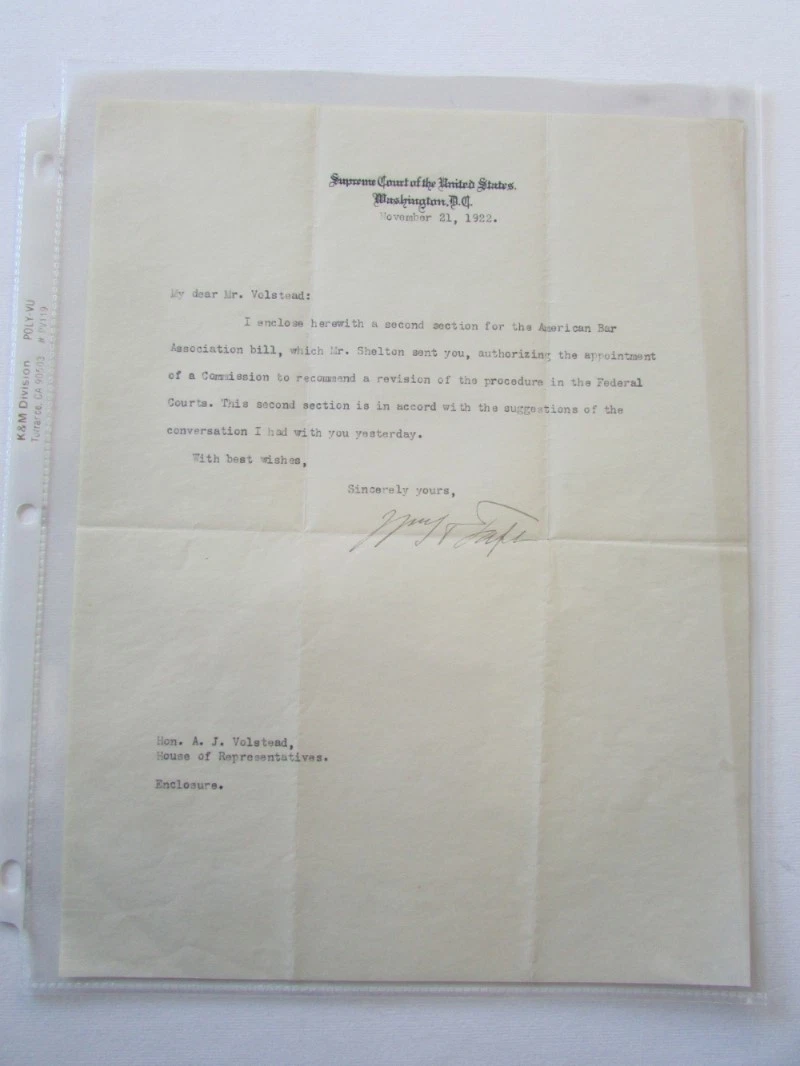 Supreme Court of the United States.
Washington, D.C.
November 21, 1922.
My dear Mr. Volstead:
I enclose herewith a second section for the American Bar
Association bill, which Mr. Shelton sent you, authorizing the appointment
of a Commission to recommend a revision of the procedure in the Federal
Courts. This second section is in accord with the suggestions of the
conversation I had with you yesterday.
With best wishes,
Sincerely yours,
Wm H Taft
Hon. A. J. Volstead,
House of Representatives.
Enclosure.
K&M Division POLY-VU
Torrance, CA 90503 # PV119